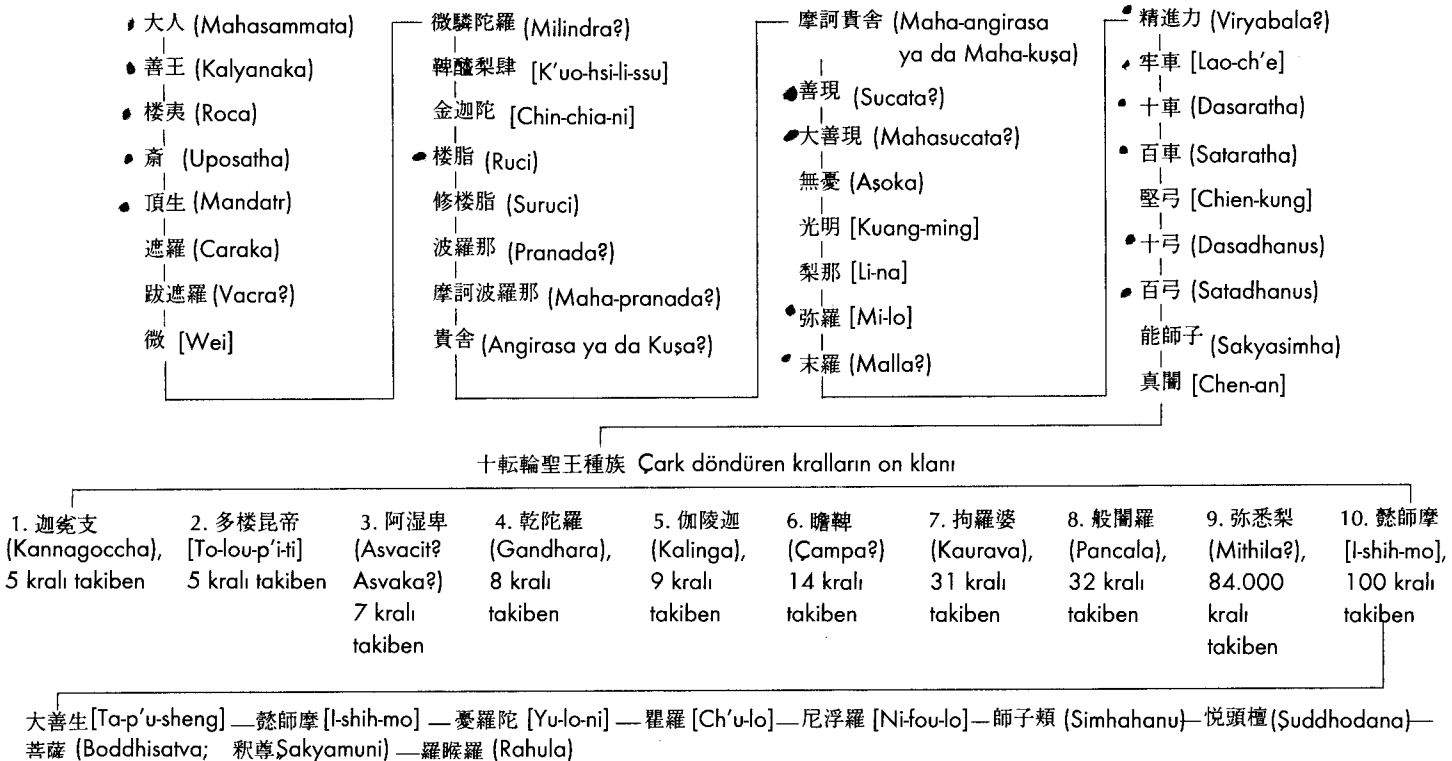 大人 (Mahasammata)
善王 (Kalyanaka)
楼夷 (Roca)
斎 (Uposatha)
頂生 (Mandatr)
遮羅 (Caraka)
跋遮羅 (Vacra?)
微 [Wei]
微驎陀羅 (Milindra?)
鞞醯梨肆 [K'uo-hsi-li-ssu]
金迦陀 [Chin-chia-ni]
楼脂 (Ruci)
修楼脂 (Suruci)
波羅那 (Pranada?)
摩訶波羅那 (Maha-pranada?)
貴舎 (Angirasa ya da Kuşa?)
摩訶貴舎 (Maha-angirasa
ya da Maha-kuşa)
善現 (Sucata?)
大善現 (Mahasucata?)
無憂 (Aşoka)
光明 [Kuang-ming]
梨那 [Li-na]
弥羅 [Mi-lo]
末羅 (Malla?)
精進力 (Viryabala?)
牢車 [Lao-ch'e]
十車 (Dasaratha)
百車 (Sataratha)
堅弓 [Chien-kung]
十弓 (Dasadhanus)
百弓 (Satadhanus)
能師子 (Sakyasimha)
真闍 [Chen-an]
十転輪聖王種族 Çark döndüren kralların on klanı
1. 迦㝹支
(Kannagoccha),
5 kralı takiben
2. 多楼毘帝
[To-lou-p'i-ti]
5 kralı takiben
3. 阿湿卑
(Asvacit?
Asvaka?)
7 kralı
takiben
4. 乾陀羅
(Gandhara),
8 kralı
takiben
5. 伽陵迦
(Kalinga),
9 kralı
takiben
6. 瞻鞞
(Çampa?)
14 kralı
takiben
7. 拘羅婆
(Kaurava),
31 kralı
takiben
8. 般闍羅
(Pancala),
32 kralı
takiben
9. 弥悉梨
(Mithila?),
84.000
kralı
takiben
10. 懿師摩
[I-shih-mo],
100 kralı
takiben
大善生[Ta-p'u-sheng] — 懿師摩 [I-shih-mo] — 憂羅陀 [Yu-lo-ni] — 瞿羅 [Ch'u-lo] — 尼浮羅 [Ni-fou-lo] — 師子頬 (Simhahanu) — 悦頭檀 (Şuddhodana) —
菩薩 (Boddhisatva; 釈尊Şakyamuni) — 羅睺羅 (Rahula)